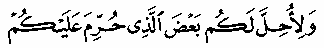 وَلِأُحِلَّ لَكُم بَعْضَ ٱلَّذِى حُرِّمَ عَلَيْكُمْ